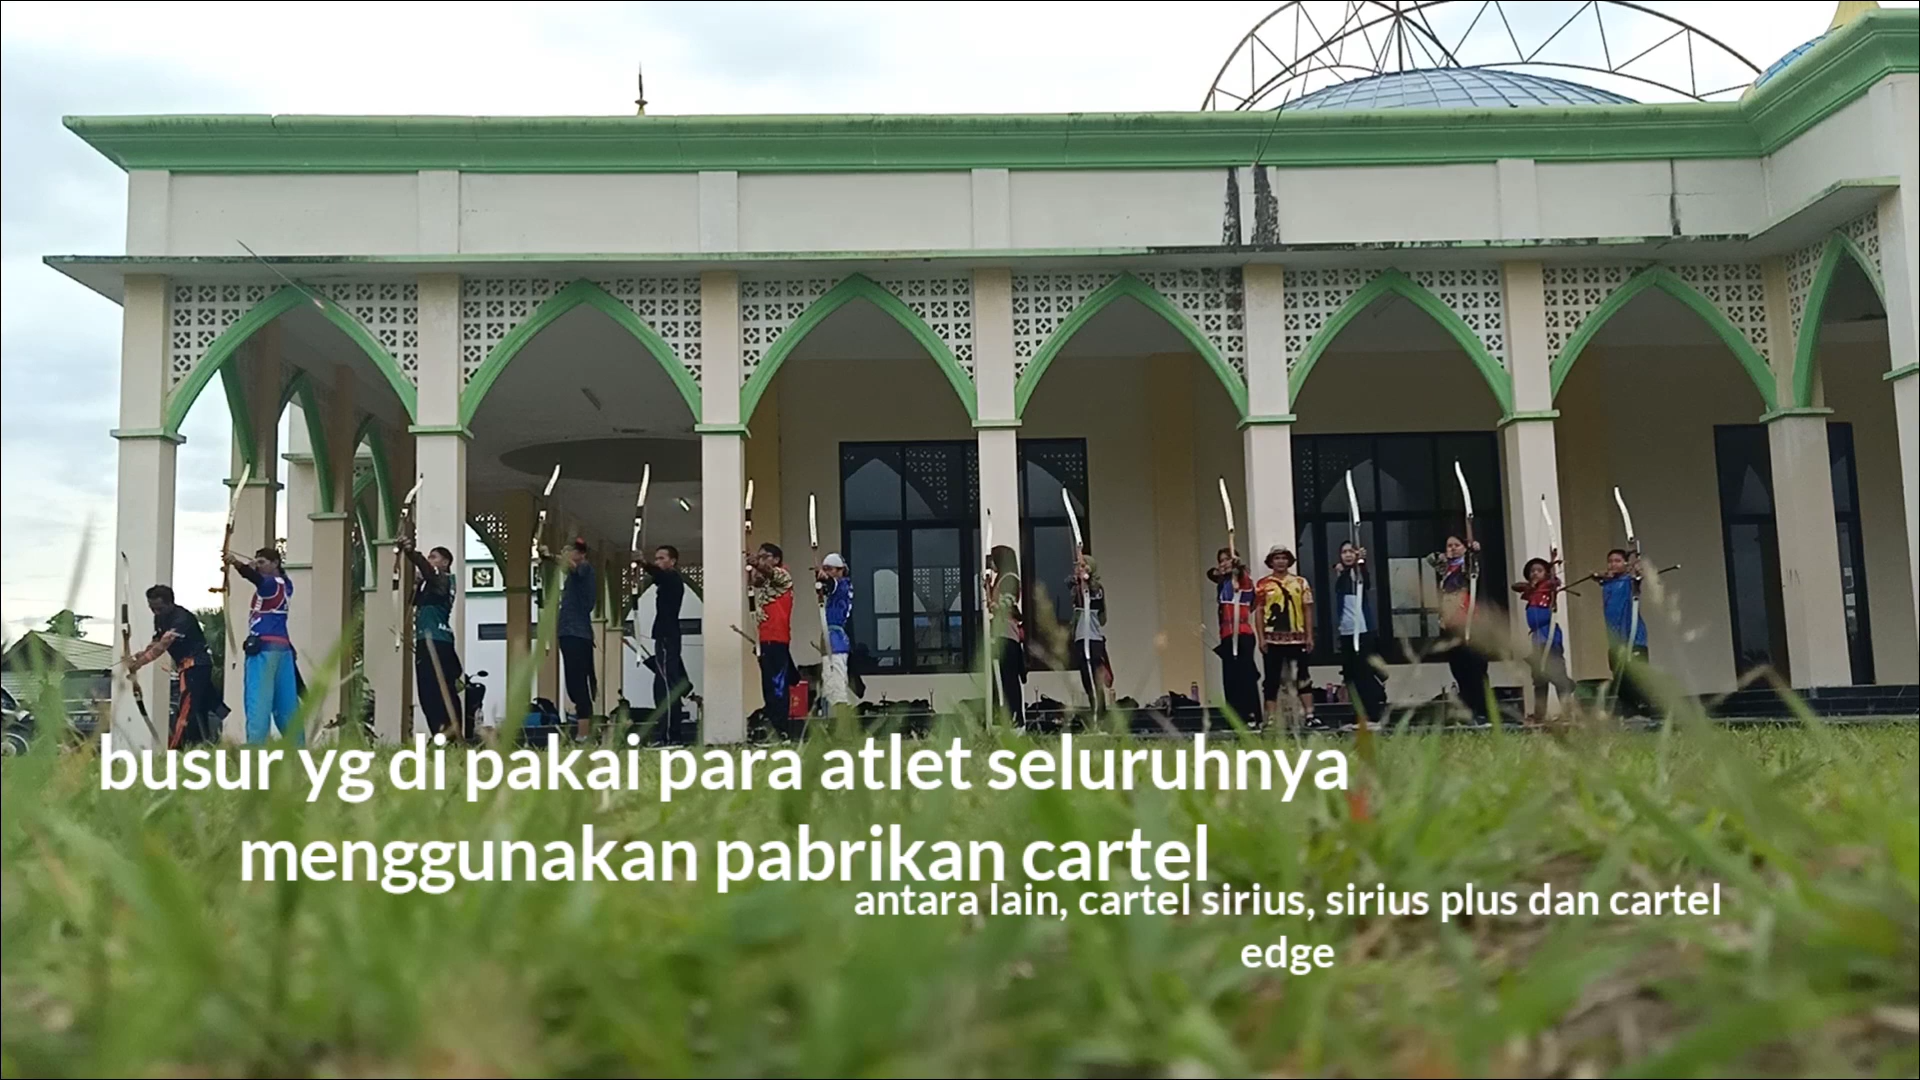 busur yg di pakai para atlet seluruhnya
menggunakan pabrikan cartel
antara lain, cartel sirius, sirius plus dan cartel
edge